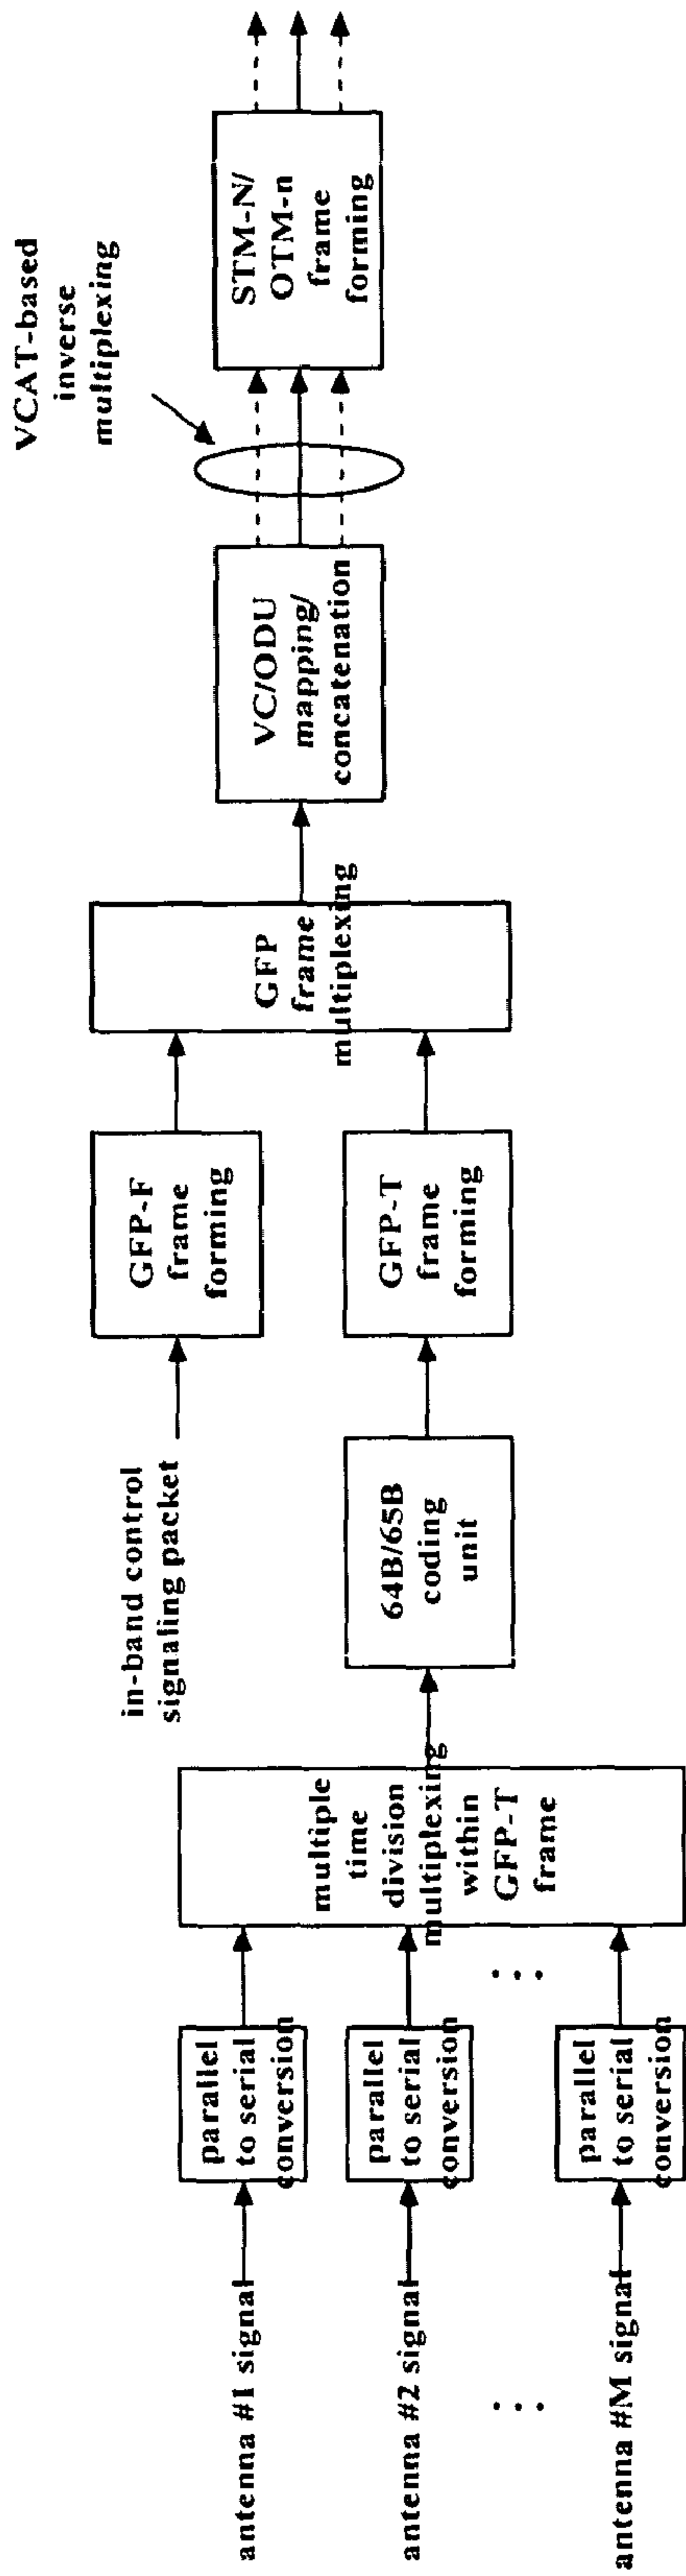 antenna #1 signal
antenna #2 signal
...
antenna #M signal
parallel
to serial
conversion
parallel
to serial
conversion
...
parallel
to serial
conversion
multiple
time
division
multiplexing
within
GFP-T
frame
in-band control
signaling packet
64B/65B
coding
unit
GFP-F
frame
forming
GFP-T
frame
forming
GFP
frame
multiplexing
VC/ODU
mapping/
concatenation
VCAT-based
inverse
multiplexing
STM-N/
OTM-n
frame
forming